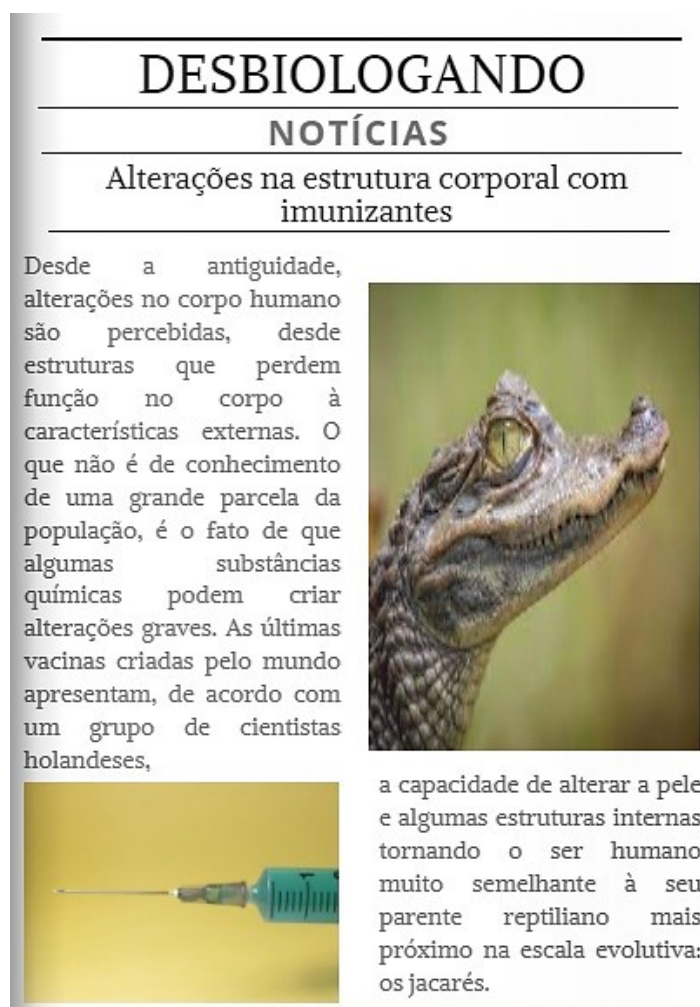 DESBIOLOGANDO
NOTÍCIAS
Alterações na estrutura corporal com
imunizantes
Desde a antiguidade,
alterações no corpo humano
são percebidas, desde
estruturas que perdem
função no corpo à
características externas. O
que não é de conhecimento
de uma grande parcela da
população, é o fato de que
algumas substâncias
químicas podem criar
alterações graves. As últimas
vacinas criadas pelo mundo
apresentam, de acordo com
um grupo de cientistas
holandeses,
a capacidade de alterar a pele
e algumas estruturas internas
tornando o ser humano
muito semelhante à seu
parente reptiliano mais
próximo na escala evolutiva:
os jacarés.
1